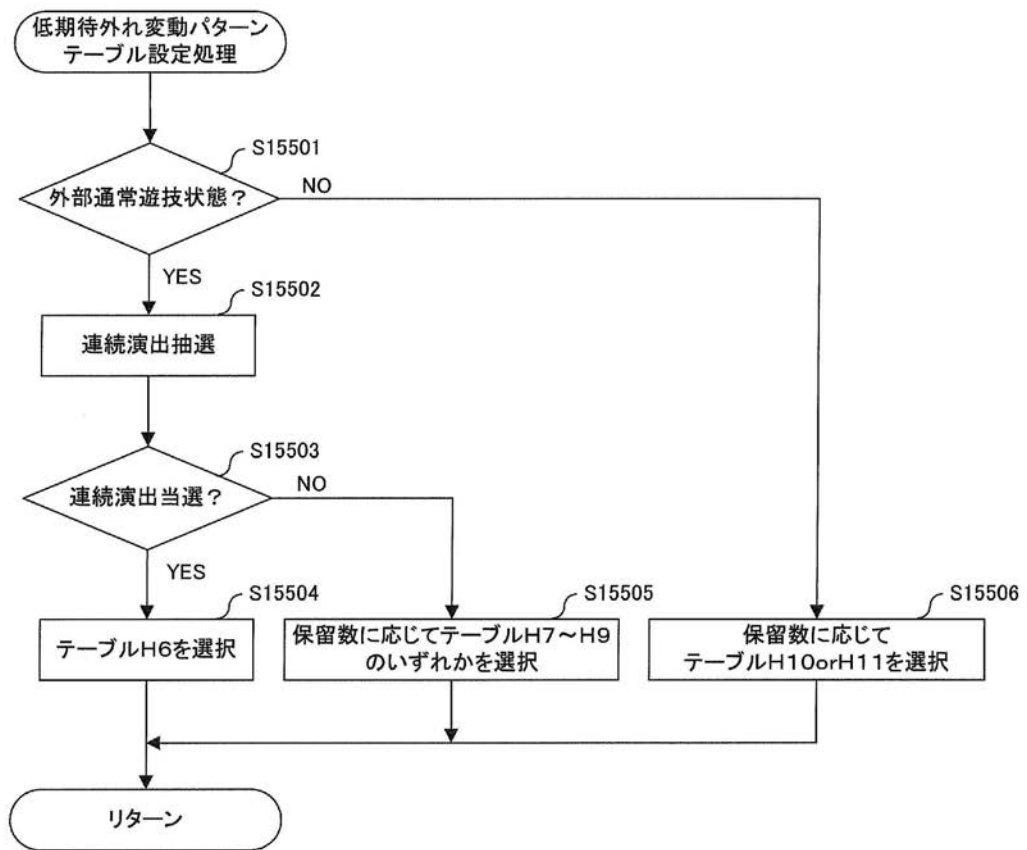 低期待外れ変動パターン
テーブル設定処理
S15501
外部通常遊技状態？
NO
YES
S15502
連続演出抽選
S15503
連続演出当選？
NO
YES
S15504
テーブルH6を選択
S15505
保留数に応じてテーブルH7～H9
のいずれかを選択
S15506
保留数に応じて
テーブルH10orH11を選択
リターン